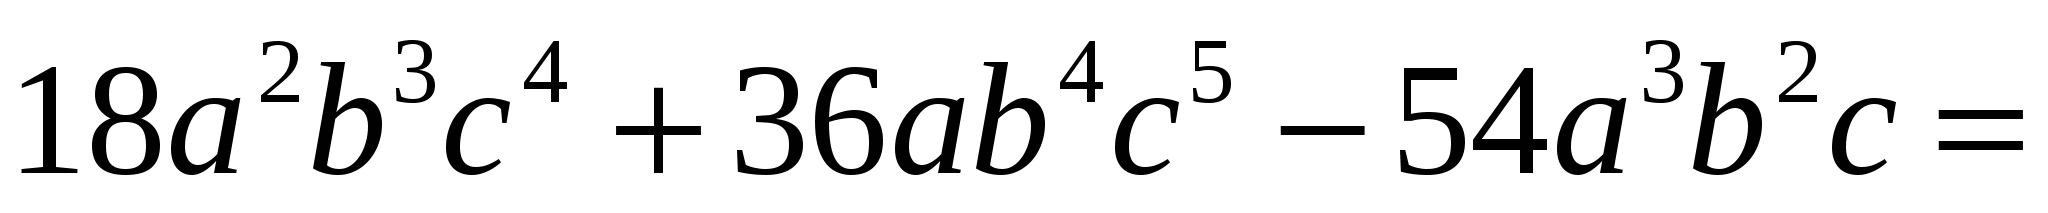 18a²b³c⁴ + 36ab⁴c⁵ − 54a³b²c =